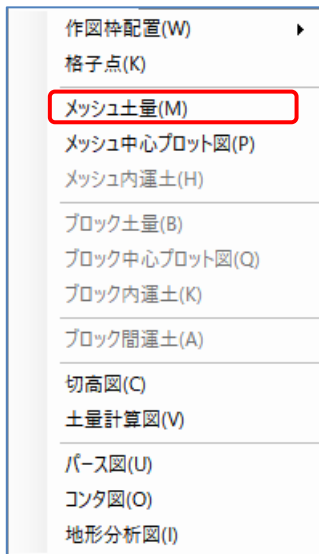 作図枠配置(W)
格子点(K)
メッシュ土量(M)
メッシュ中心プロット図(P)
メッシュ内運土(H)
ブロック土量(B)
ブロック中心プロット図(Q)
ブロック内運土(K)
ブロック間運土(A)
切高図(C)
土量計算図(V)
パース図(U)
コンタ図(O)
地形分析図(I)